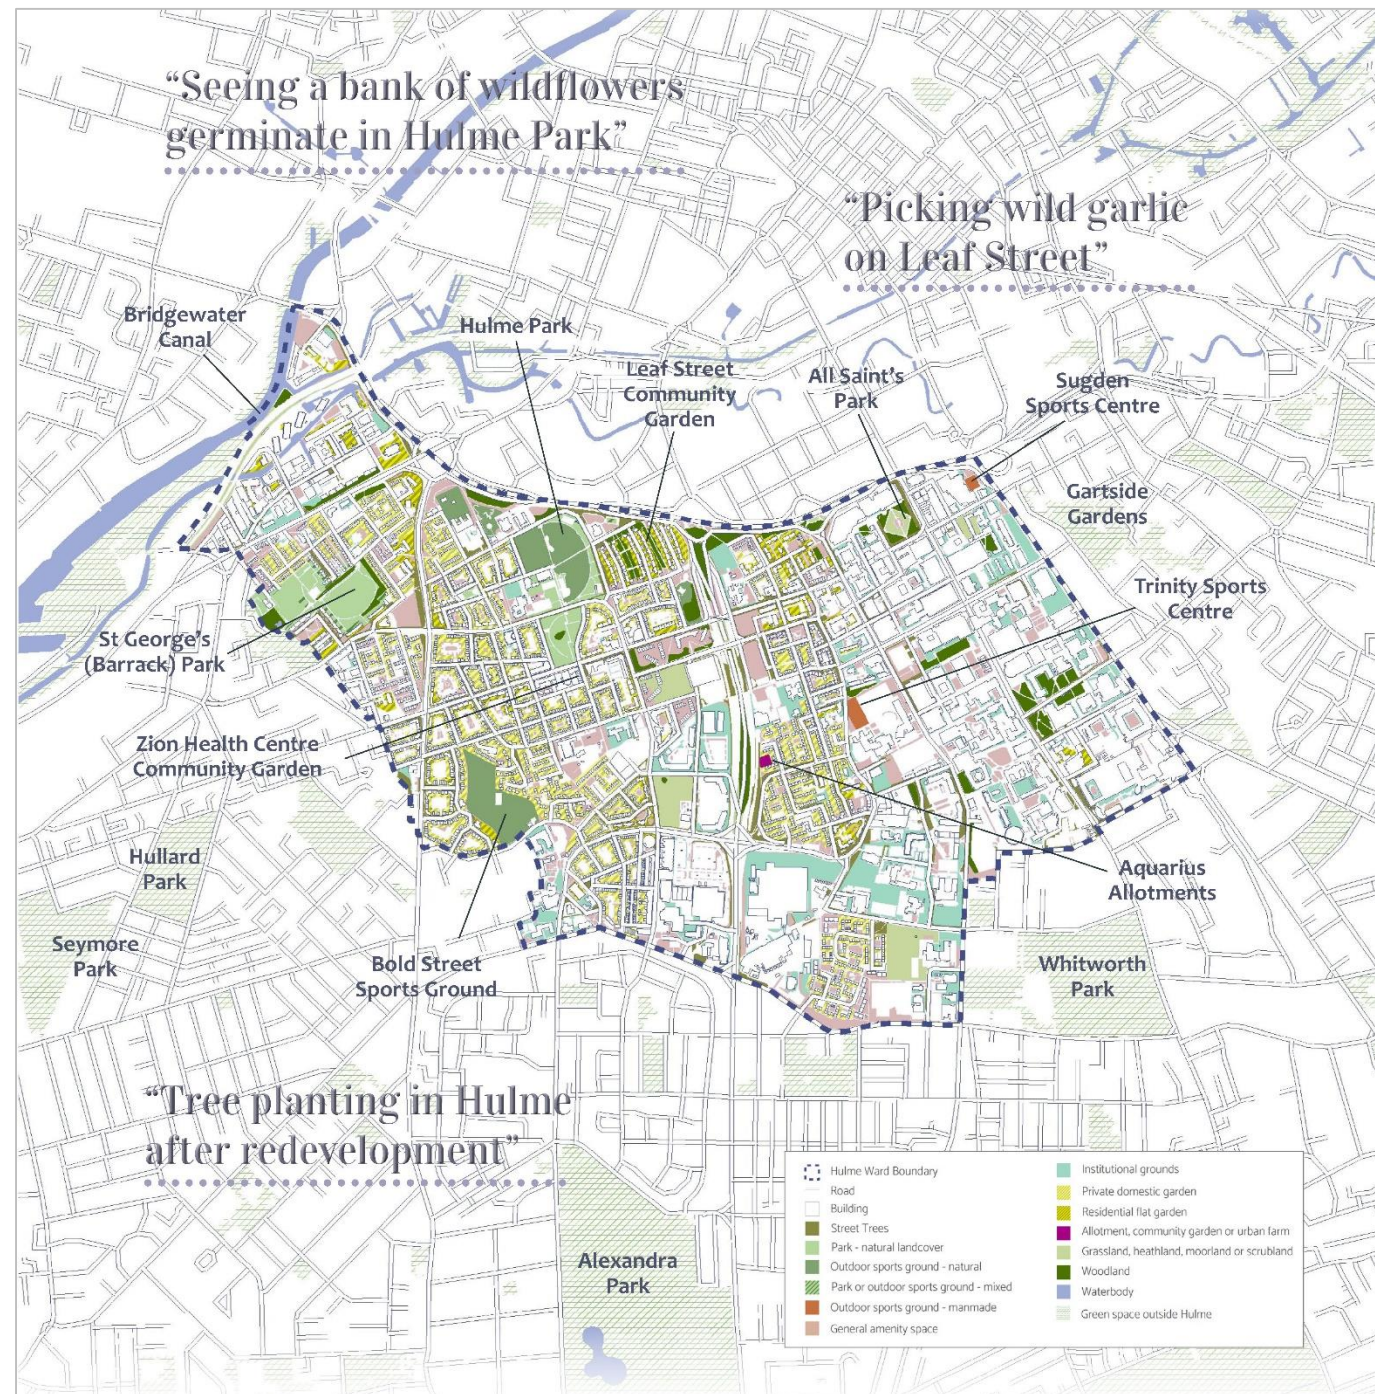 “Seeing a bank of wildflowers
germinate in Hulme Park”
“Picking wild garlic
on Leaf Street”
Bridgewater
Canal
Hulme Park
Leaf Street
Community
Garden
All Saint’s
Park
Sugden
Sports Centre
Gartside
Gardens
Trinity Sports
Centre
St George’s
(Barrack) Park
Zion Health Centre
Community Garden
Hullard
Park
Aquarius
Allotments
Seymore
Park
Bold Street
Sports Ground
Whitworth
Park
“Tree planting in Hulme
after redevelopment”
Alexandra
Park
Hulme Ward Boundary
Road
Building
Street Trees
Park - natural landcover
Outdoor sports ground - natural
Park or outdoor sports ground - mixed
Outdoor sports ground - manmade
General amenity space
Institutional grounds
Private domestic garden
Residential flat garden
Allotment, community garden or urban farm
Grassland, heathland, moorland or scrubland
Woodland
Waterbody
Green space outside Hulme